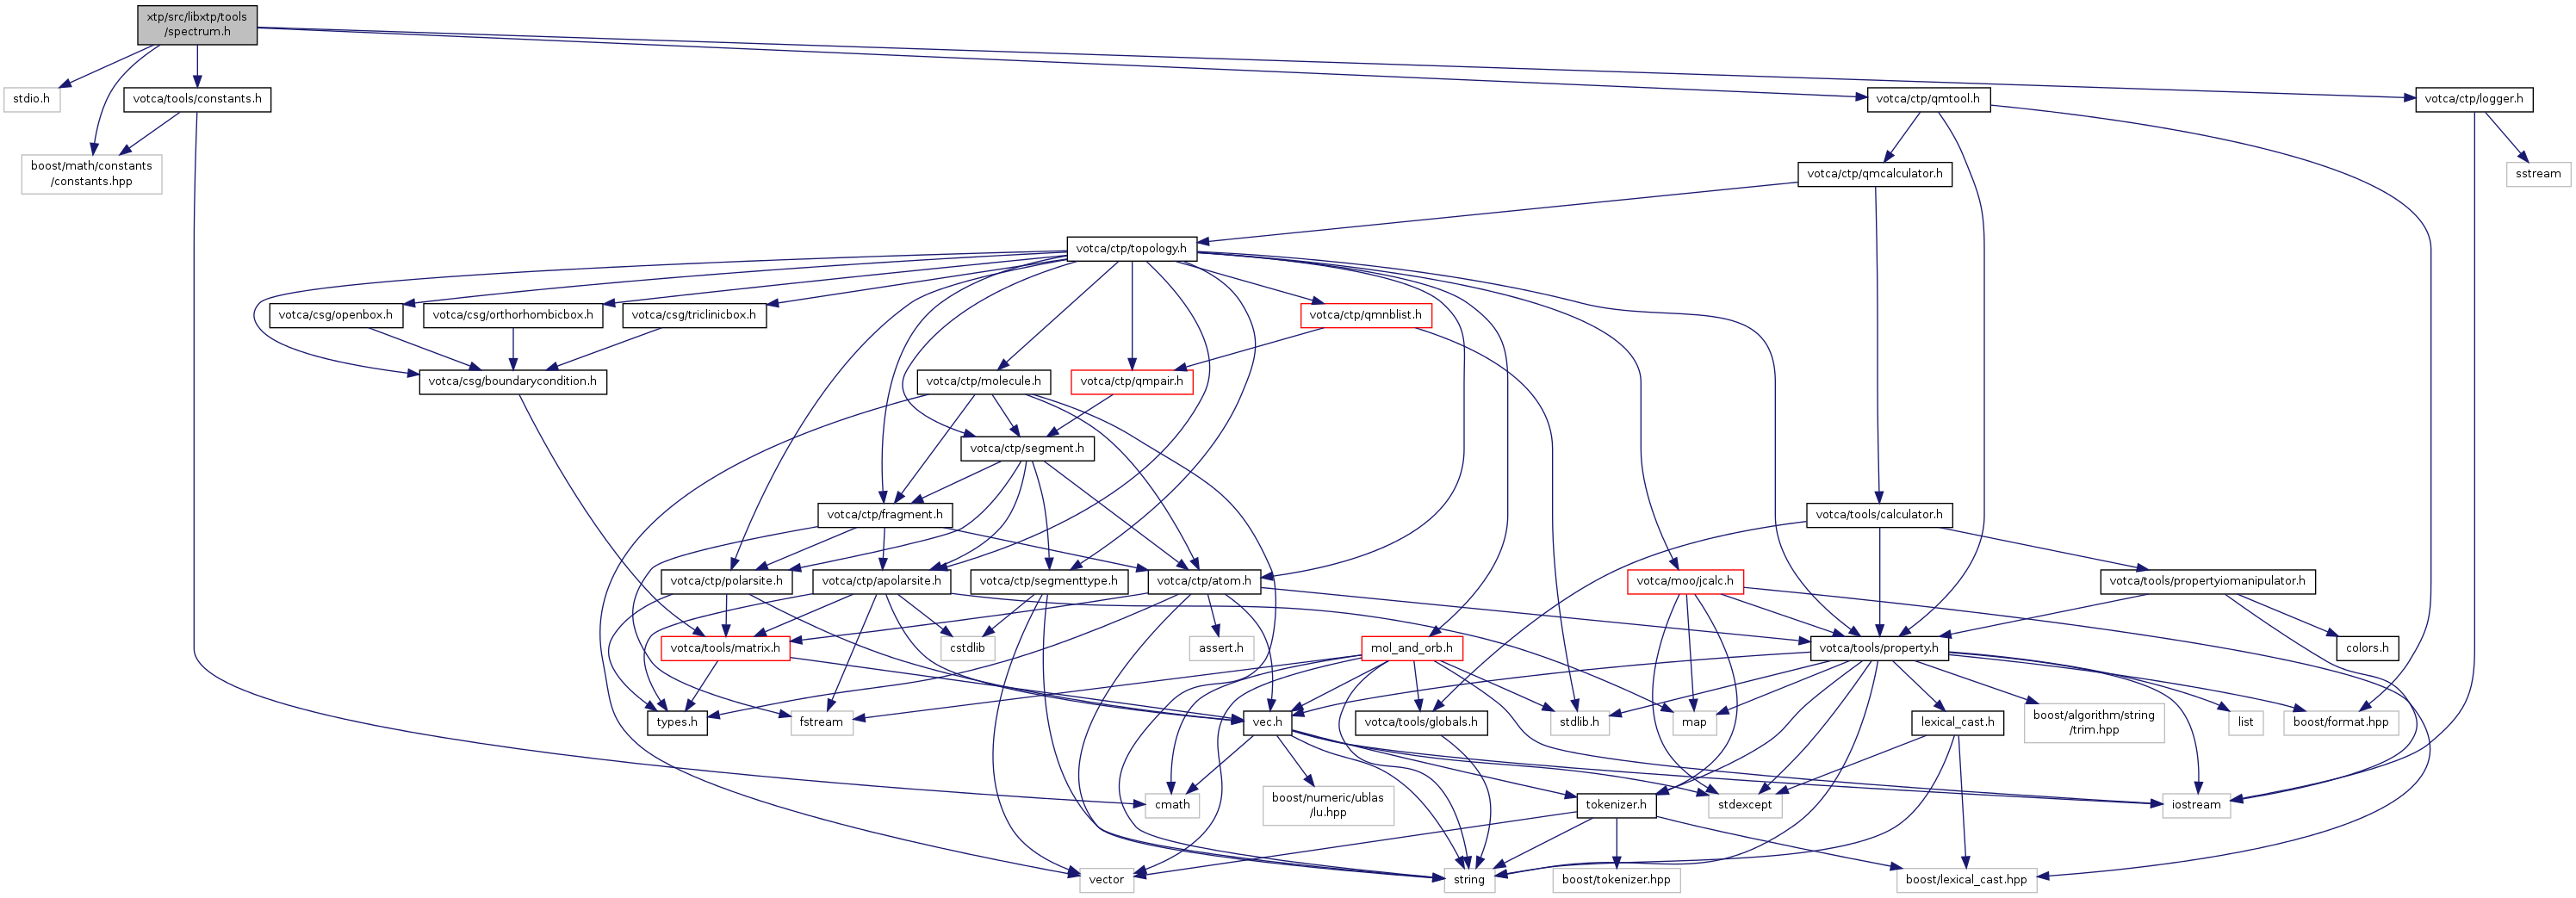 xtp/src/libxtp/tools
/spectrum.h
stdio.h
votca/tools/constants.h
votca/ctp/qmtool.h
votca/ctp/logger.h
boost/math/constants
/constants.hpp
votca/ctp/qmcalculator.h
sstream
votca/ctp/topology.h
votca/csg/openbox.h
votca/csg/orthorhombicbox.h
votca/csg/triclinicbox.h
votca/ctp/qmnblist.h
votca/csg/boundarycondition.h
votca/ctp/molecule.h
votca/ctp/qmpair.h
votca/ctp/segment.h
votca/ctp/fragment.h
votca/tools/calculator.h
votca/ctp/polarsite.h
votca/ctp/apolarsite.h
votca/ctp/segmenttype.h
votca/ctp/atom.h
votca/moo/jcalc.h
votca/tools/propertyiomanipulator.h
votca/tools/matrix.h
cstdlib
assert.h
mol_and_orb.h
votca/tools/property.h
colors.h
types.h
fstream
vec.h
votca/tools/globals.h
stdlib.h
map
lexical_cast.h
boost/algorithm/string
/trim.hpp
list
boost/format.hpp
cmath
boost/numeric/ublas
/lu.hpp
tokenizer.h
stdexcept
iostream
vector
string
boost/tokenizer.hpp
boost/lexical_cast.hpp